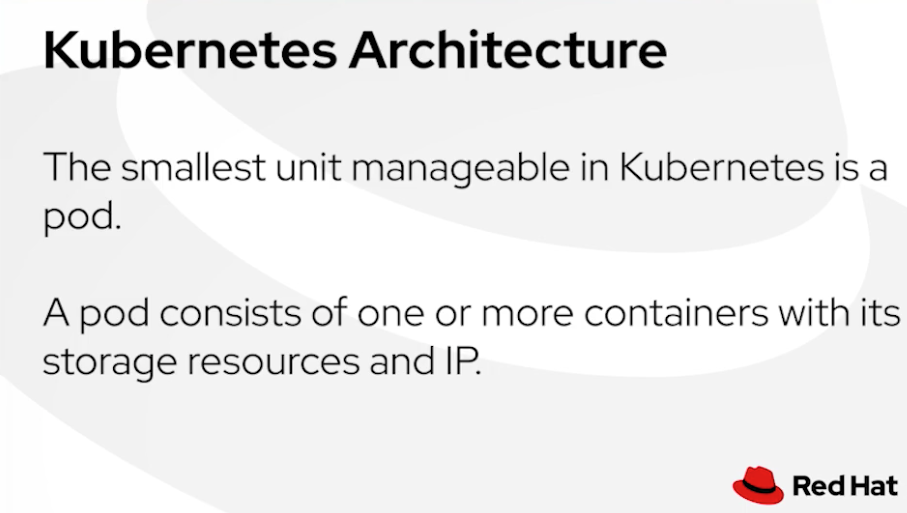 Kubernetes Architecture
The smallest unit manageable in Kubernetes is a
pod.
A pod consists of one or more containers with its
storage resources and IP.
Red Hat